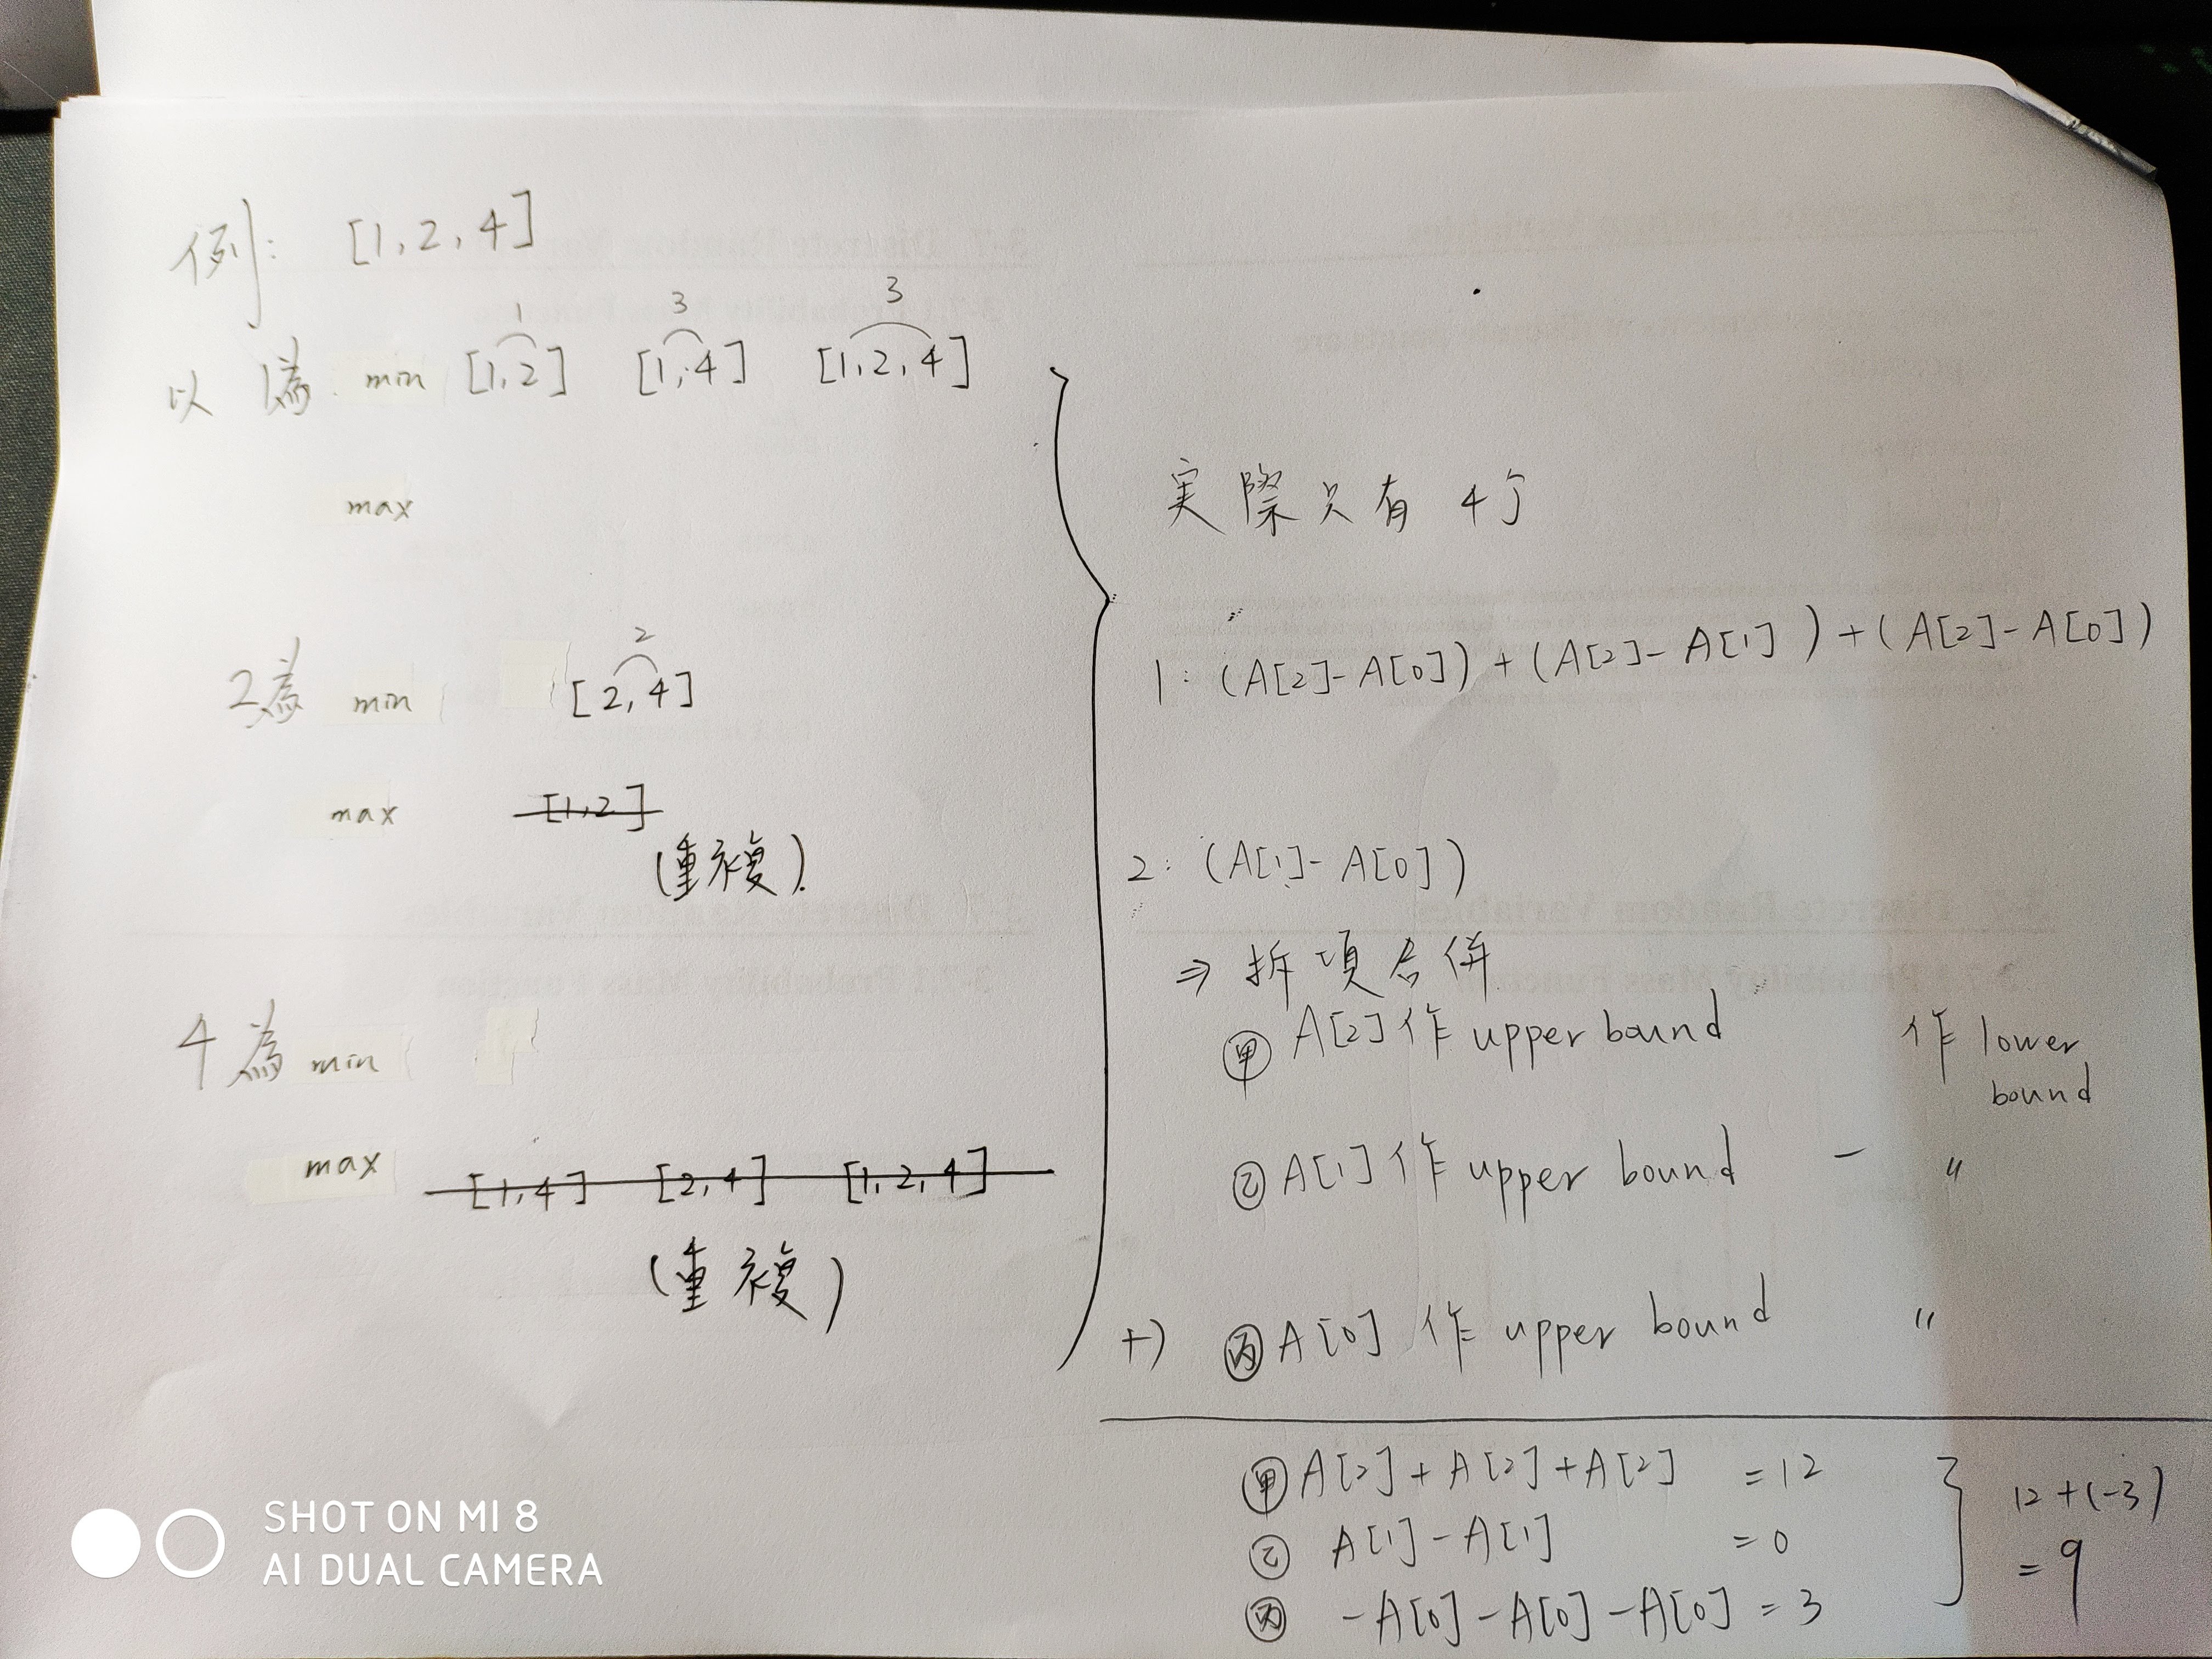 例: [1, 2, 4]
1 3 3
以 1為 min [1, 2] [1, 4] [1, 2, 4]
max
2
2為 min [2, 4]
max [1, 2]
(重複).
4為 min
max [1, 4] [2, 4] [1, 2, 4]
(重複)
実際只有 4个
1: (A[2]-A[0]) + (A[2]- A[1]) + (A[2]-A[0])
2: (A[1]- A[0])
⇒ 拆項合併
㊙甲 A[2]作 upper bound 作 lower
bound
乙 A[1]作 upper bound — "
+) 丙 A[0] 作 upper bound "
甲 A[2]+A[2]+A[2] =12
乙 A[1]-A[1] =0
丙 -A[0]-A[0]-A[0] =3
12+(-3)
=9
SHOT ON MI 8
AI DUAL CAMERA